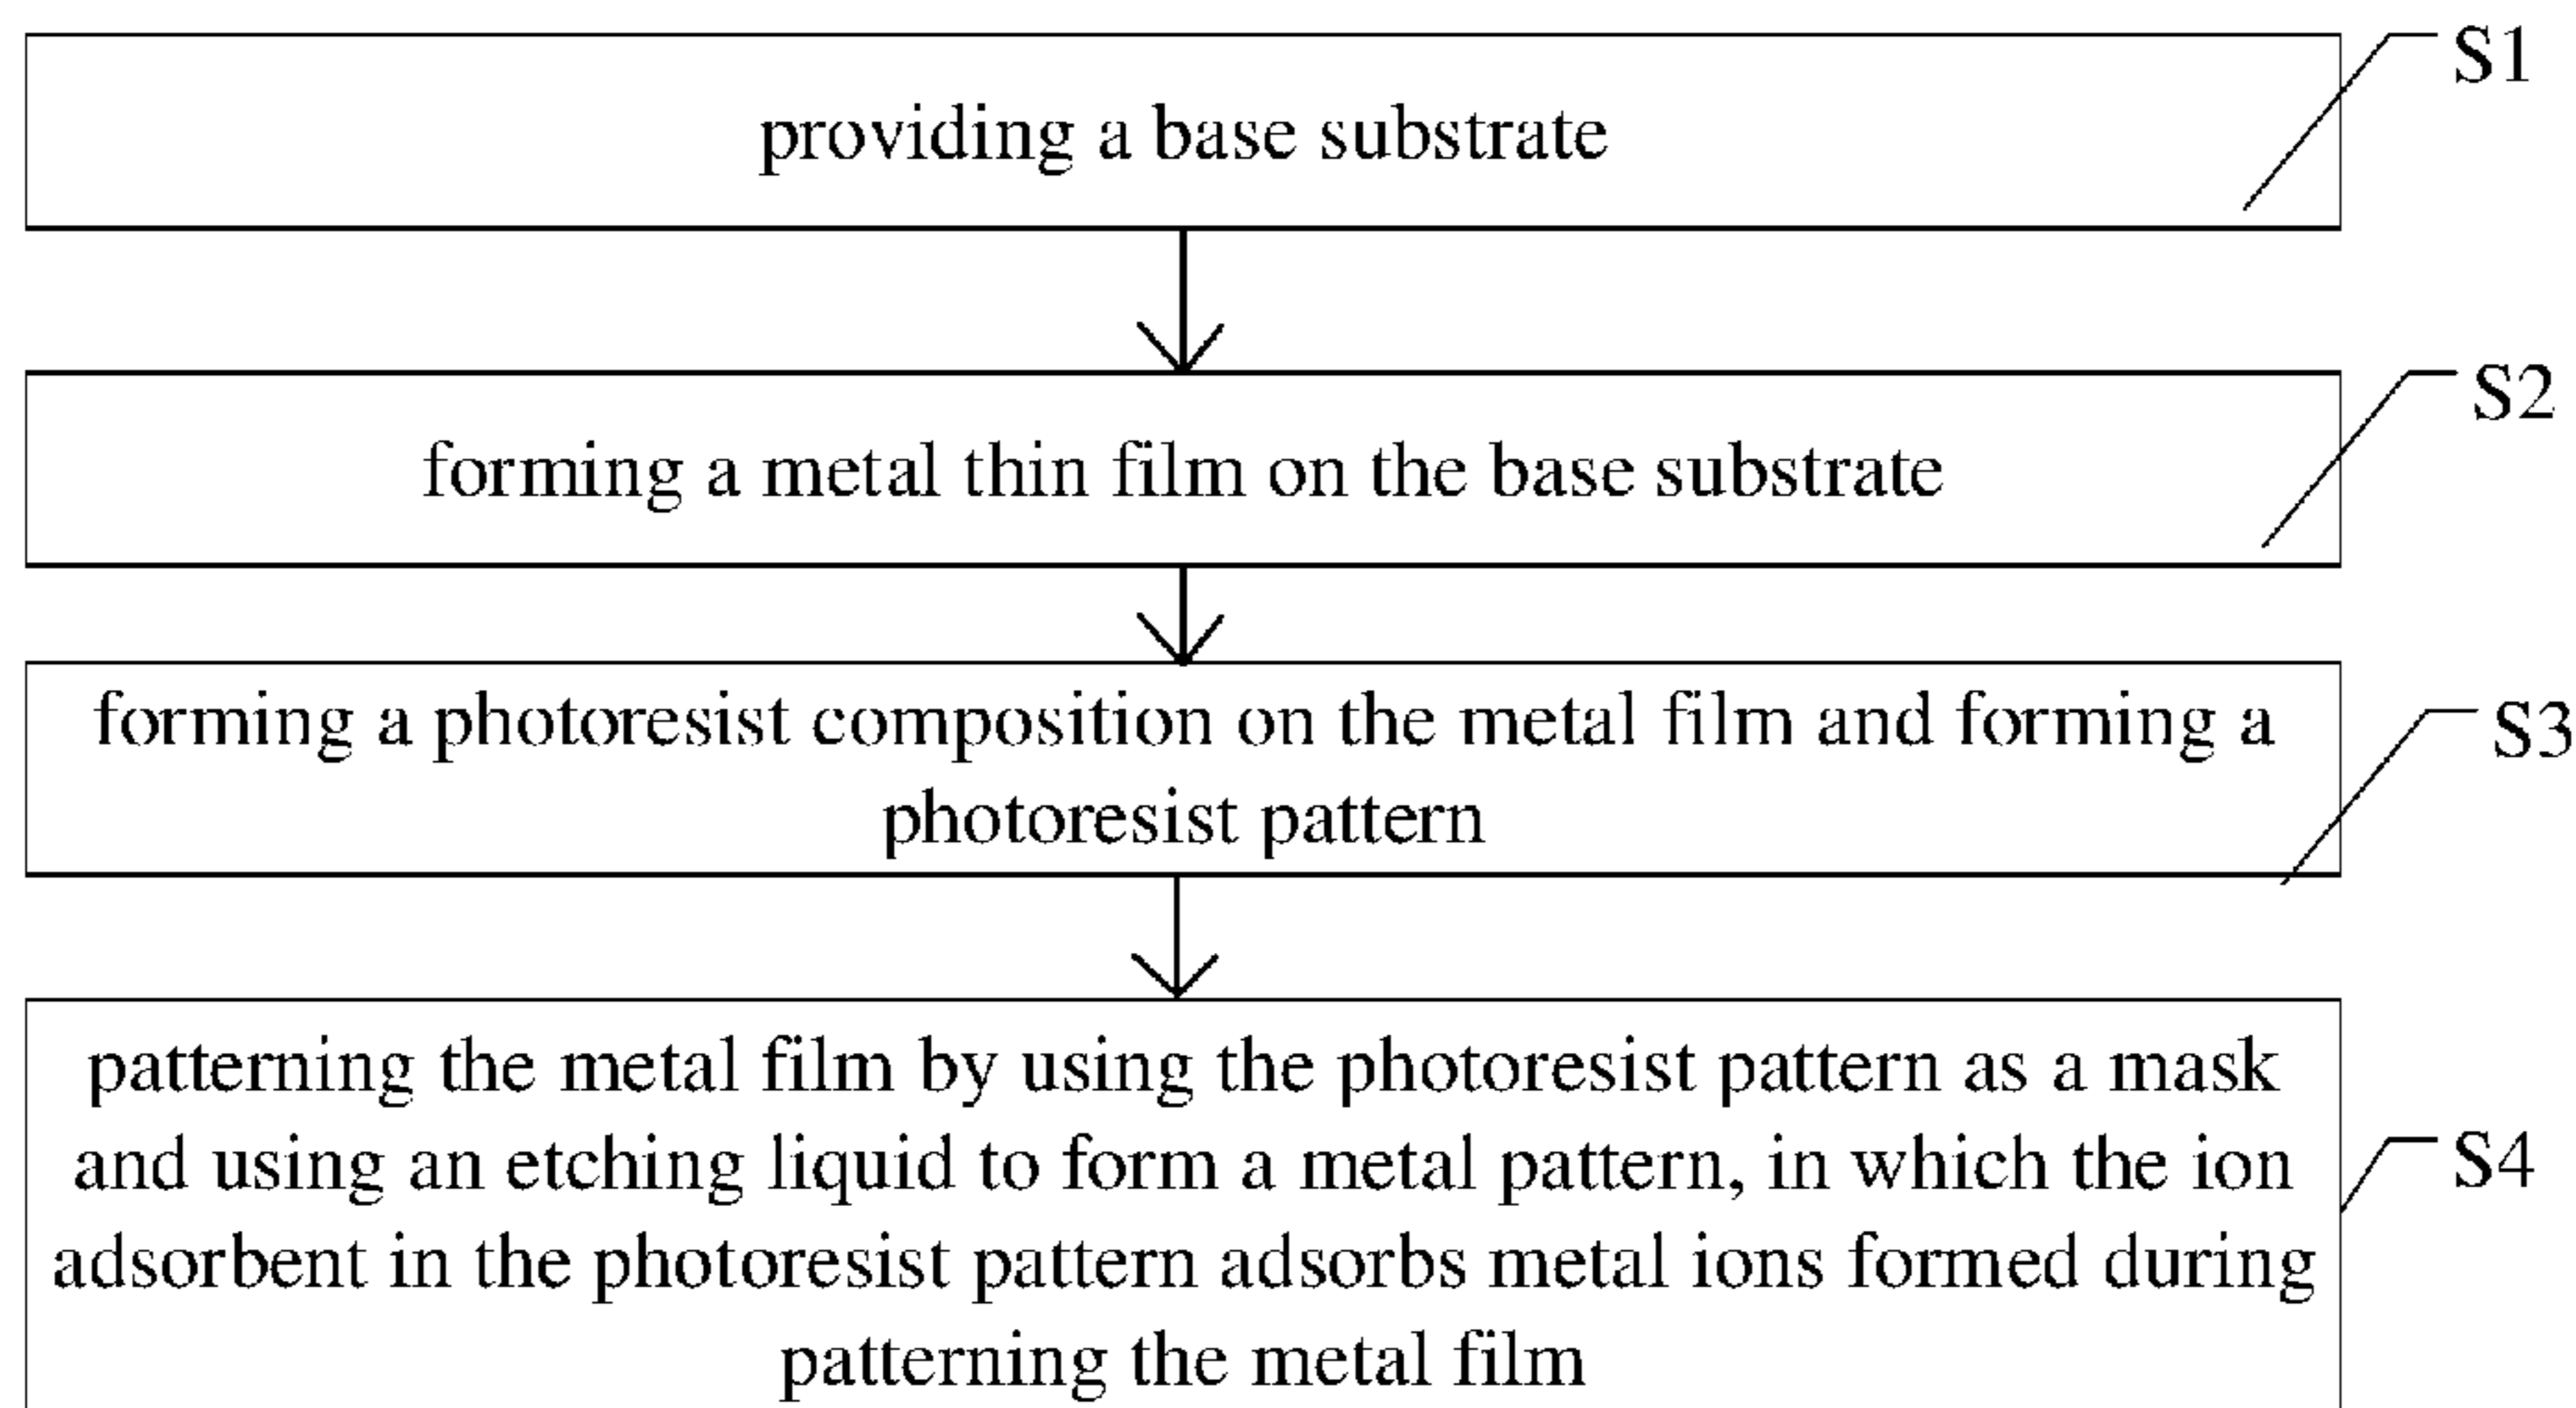 providing a base substrate
S1
forming a metal thin film on the base substrate
S2
forming a photoresist composition on the metal film and forming a
photoresist pattern
S3
patterning the metal film by using the photoresist pattern as a mask
and using an etching liquid to form a metal pattern, in which the ion
adsorbent in the photoresist pattern adsorbs metal ions formed during
patterning the metal film
S4